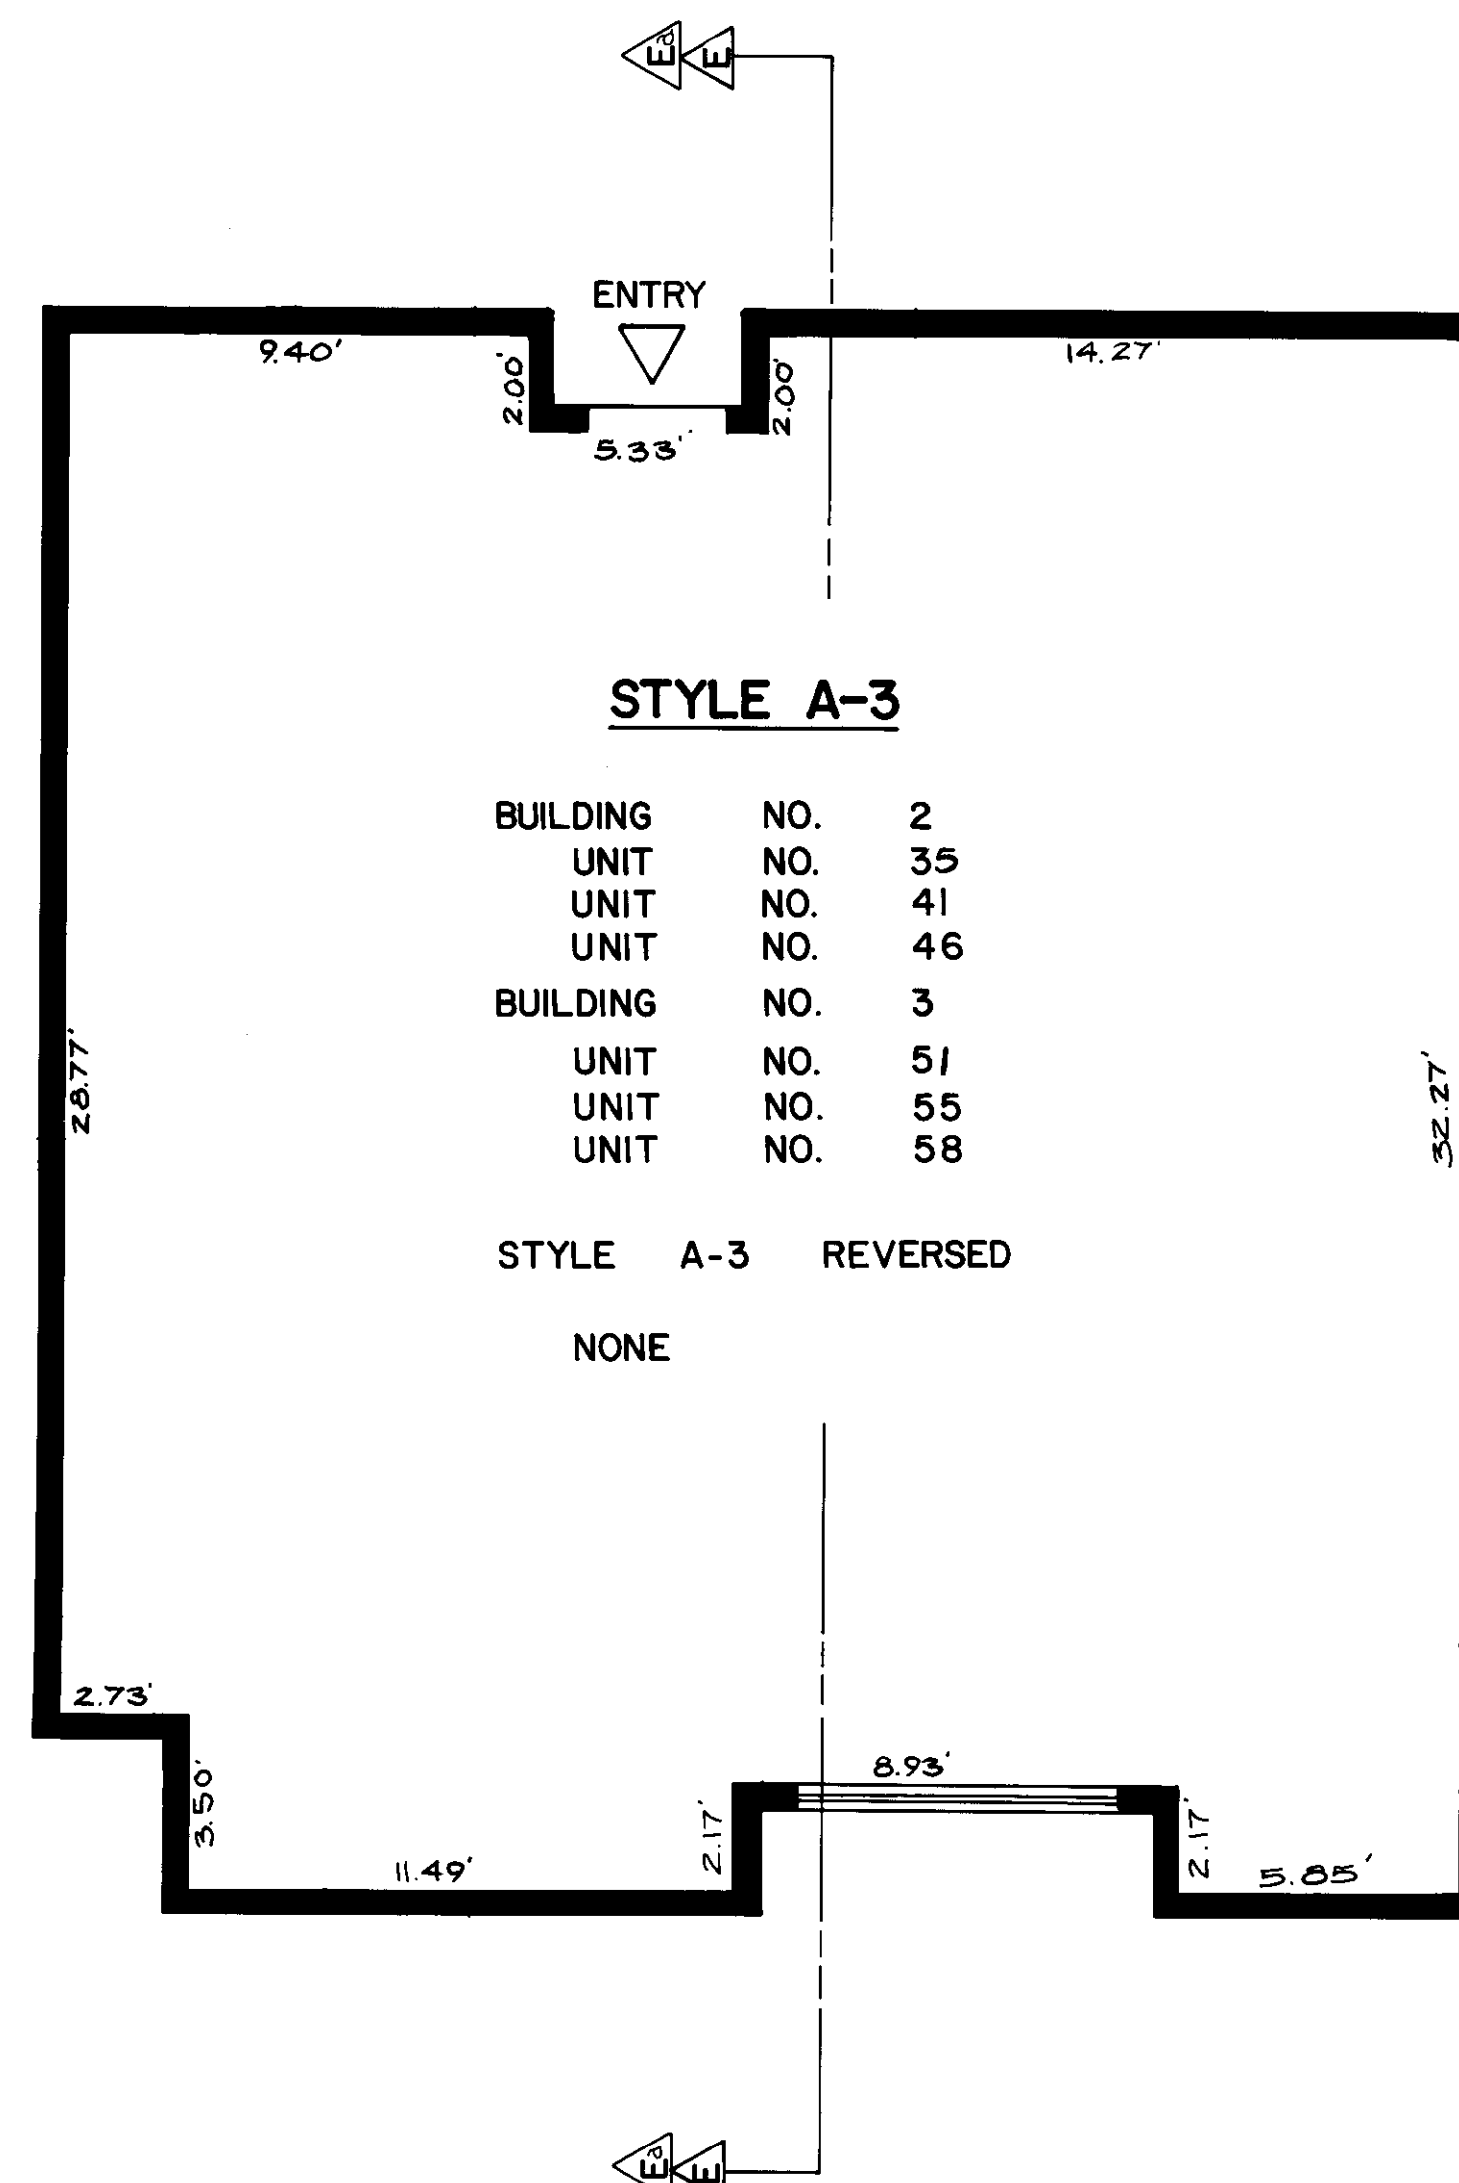 Ea E
ENTRY
9.40'
14.27'
2.00'
2.00'
5.33'
STYLE A-3
BUILDING NO. 2
UNIT NO. 35
UNIT NO. 41
UNIT NO. 46
BUILDING NO. 3
UNIT NO. 51
UNIT NO. 55
UNIT NO. 58
28.77'
32.27'
STYLE A-3 REVERSED
NONE
2.73'
3.50'
8.93'
2.17'
2.17'
11.49'
5.85'
Ea E